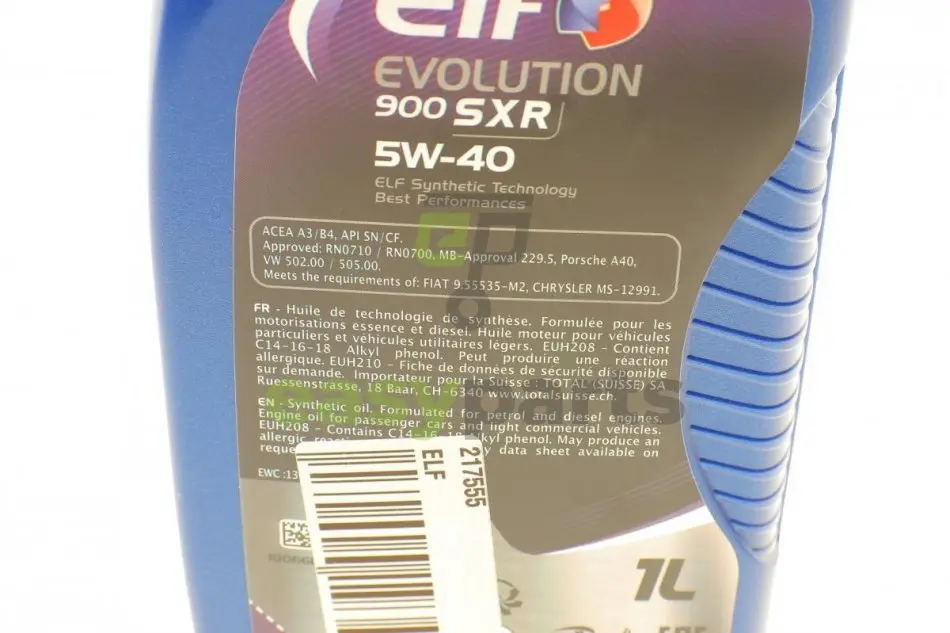 elf
EVOLUTION
900 SXR
5W-40
ELF Synthetic Technology
Best Performances
ACEA A3/B4, API SN/CF.
Approved: RN0710 / RN0700, MB-Approval 229.5, Porsche A40,
VW 502.00 / 505.00.
Meets the requirements of: FIAT 9.55535-M2, CHRYSLER MS-12991.
FR - Huile de technologie de synthèse. Formulée pour les
motorisations essence et diesel. Huile moteur pour véhicules
particuliers et véhicules utilitaires légers. EUH208 - Contient
C14-16-18 Alkyl phenol. Peut produire une réaction
allergique. EUH210 - Fiche de données de sécurité disponible
sur demande. Importateur pour la Suisse : TOTAL (SUISSE) SA
Ruessenstrasse, 18 Baar, CH-6340 www.totalsuisse.ch.
easyparts
EN - Synthetic oil. Formulated for petrol and diesel engines.
Engine oil for passenger cars and light commercial vehicles.
EUH208 - Contains C14-16-18 Alkyl phenol. May produce an
allergic
data sheet available on
EWC :13
217555
ELF
1L